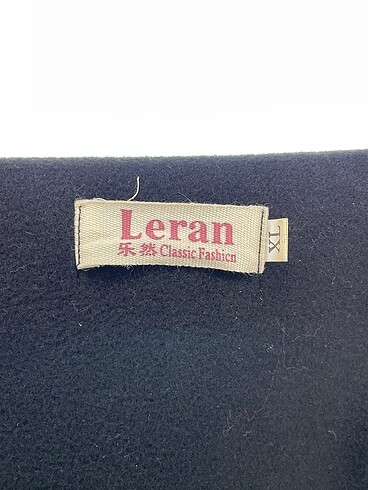 Leran
乐然 Classic Fashicn
XL